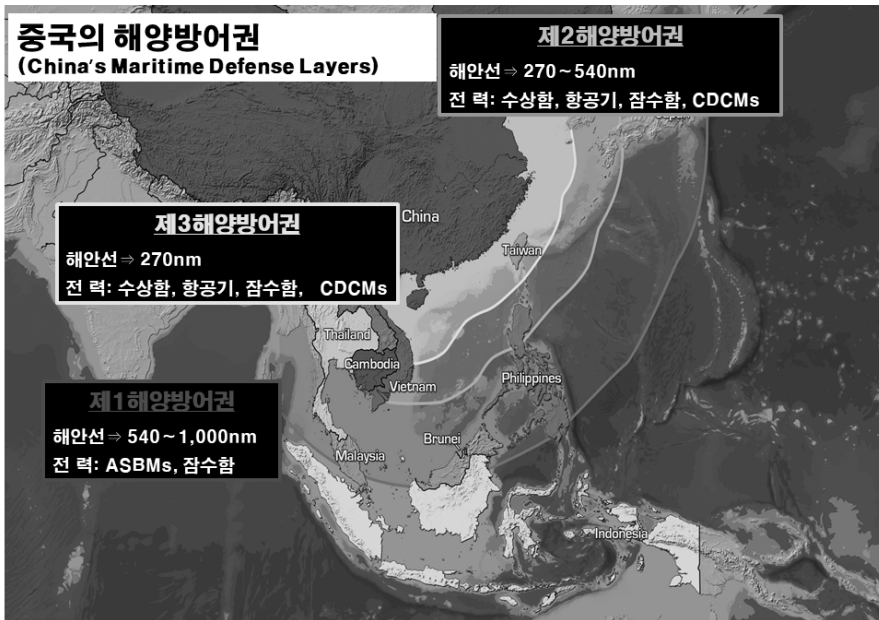 중국의 해양방어권
(China's Maritime Defense Layers)
제2해양방어권
해안선⇒ 270~540nm
전 력: 수상함, 항공기, 잠수함, CDCMs
China
제3해양방어권
해안선⇒ 270nm
전 력: 수상함, 항공기, 잠수함, CDCMs
Taiwan
Thailand
Cambodia
Vietnam
Philippines
제1해양방어권
해안선⇒ 540~1,000nm
전 력: ASBMs, 잠수함
Brunei
Malaysia
Indonesia